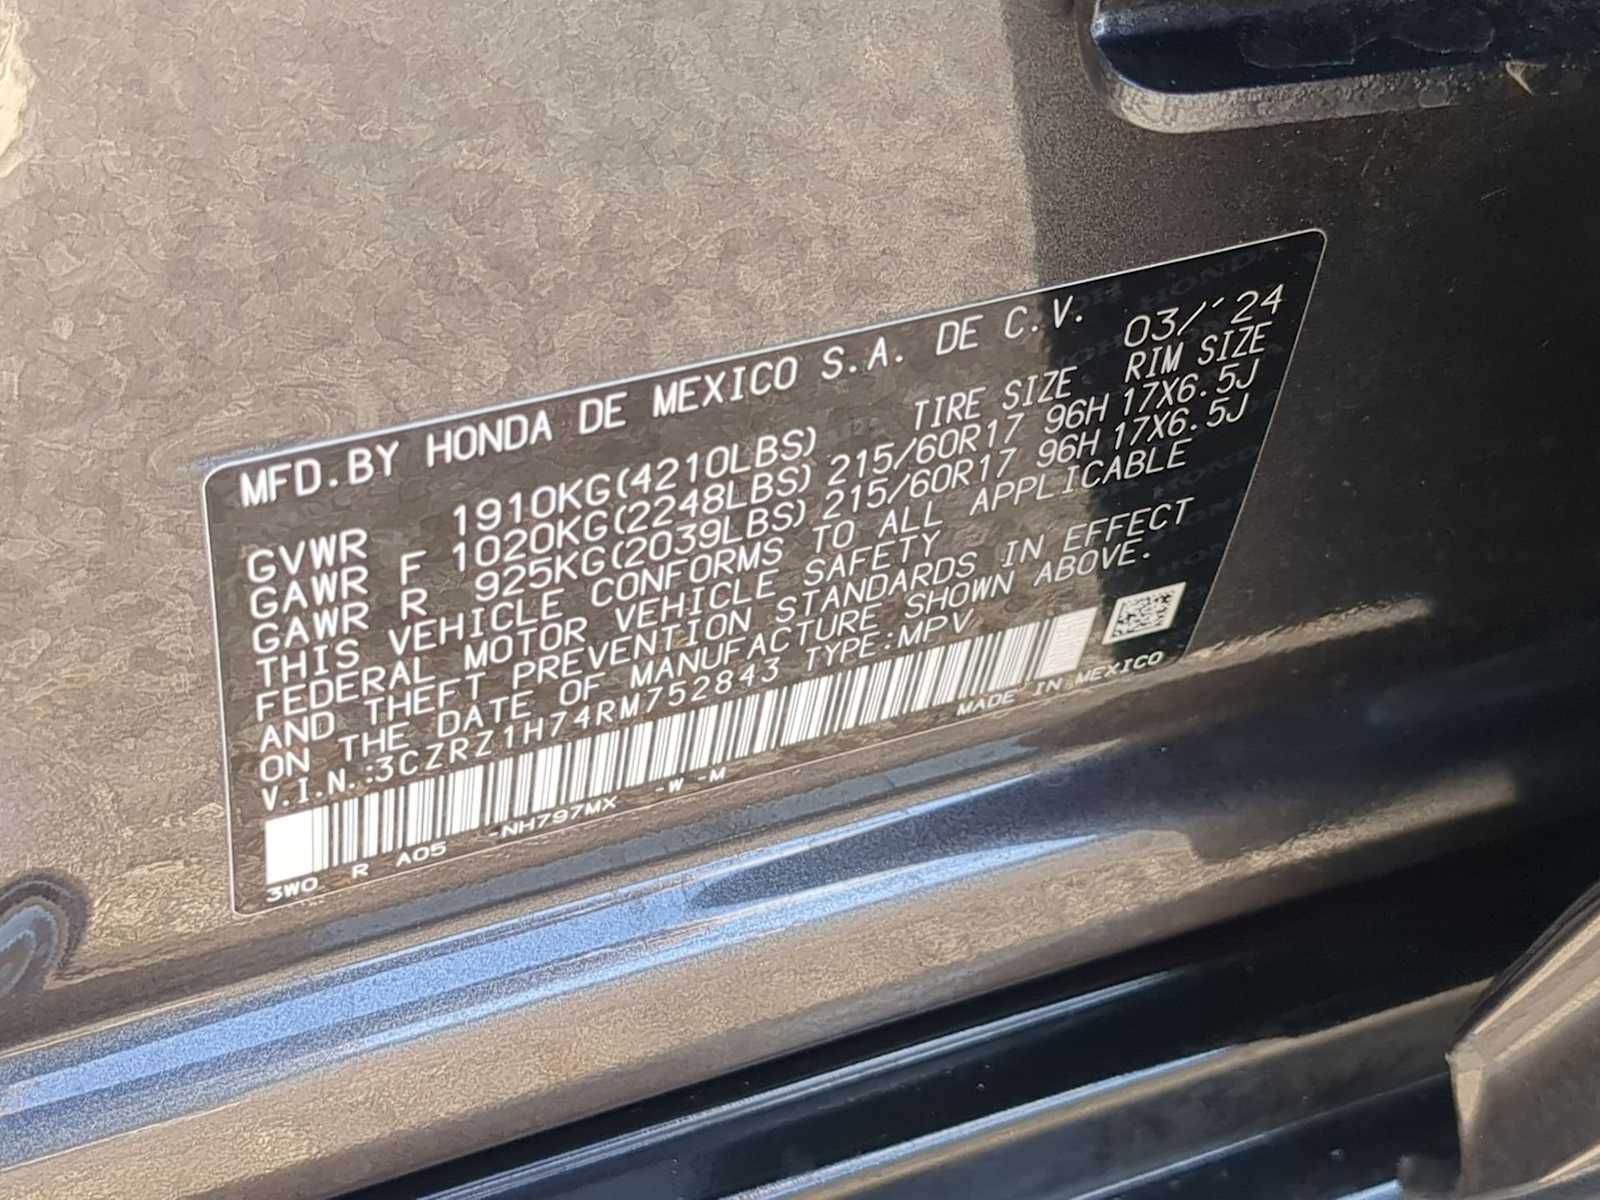 MFD.BY HONDA DE MEXICO S.A. DE C.V. 03/'24
GVWR 1910KG(4210LBS) TIRE SIZE RIM SIZE
GAWR F 1020KG(2248LBS) 215/60R17 96H 17X6.5J
GAWR R 925KG(2039LBS) 215/60R17 96H 17X6.5J
THIS VEHICLE CONFORMS TO ALL APPLICABLE
FEDERAL MOTOR VEHICLE SAFETY
AND THEFT PREVENTION STANDARDS IN EFFECT
ON THE DATE OF MANUFACTURE SHOWN ABOVE.
V.I.N.:3CZRZ1H74RM752843 TYPE:MPV
MADE IN MEXICO
3W0 R A05 -NH797MX -W -M